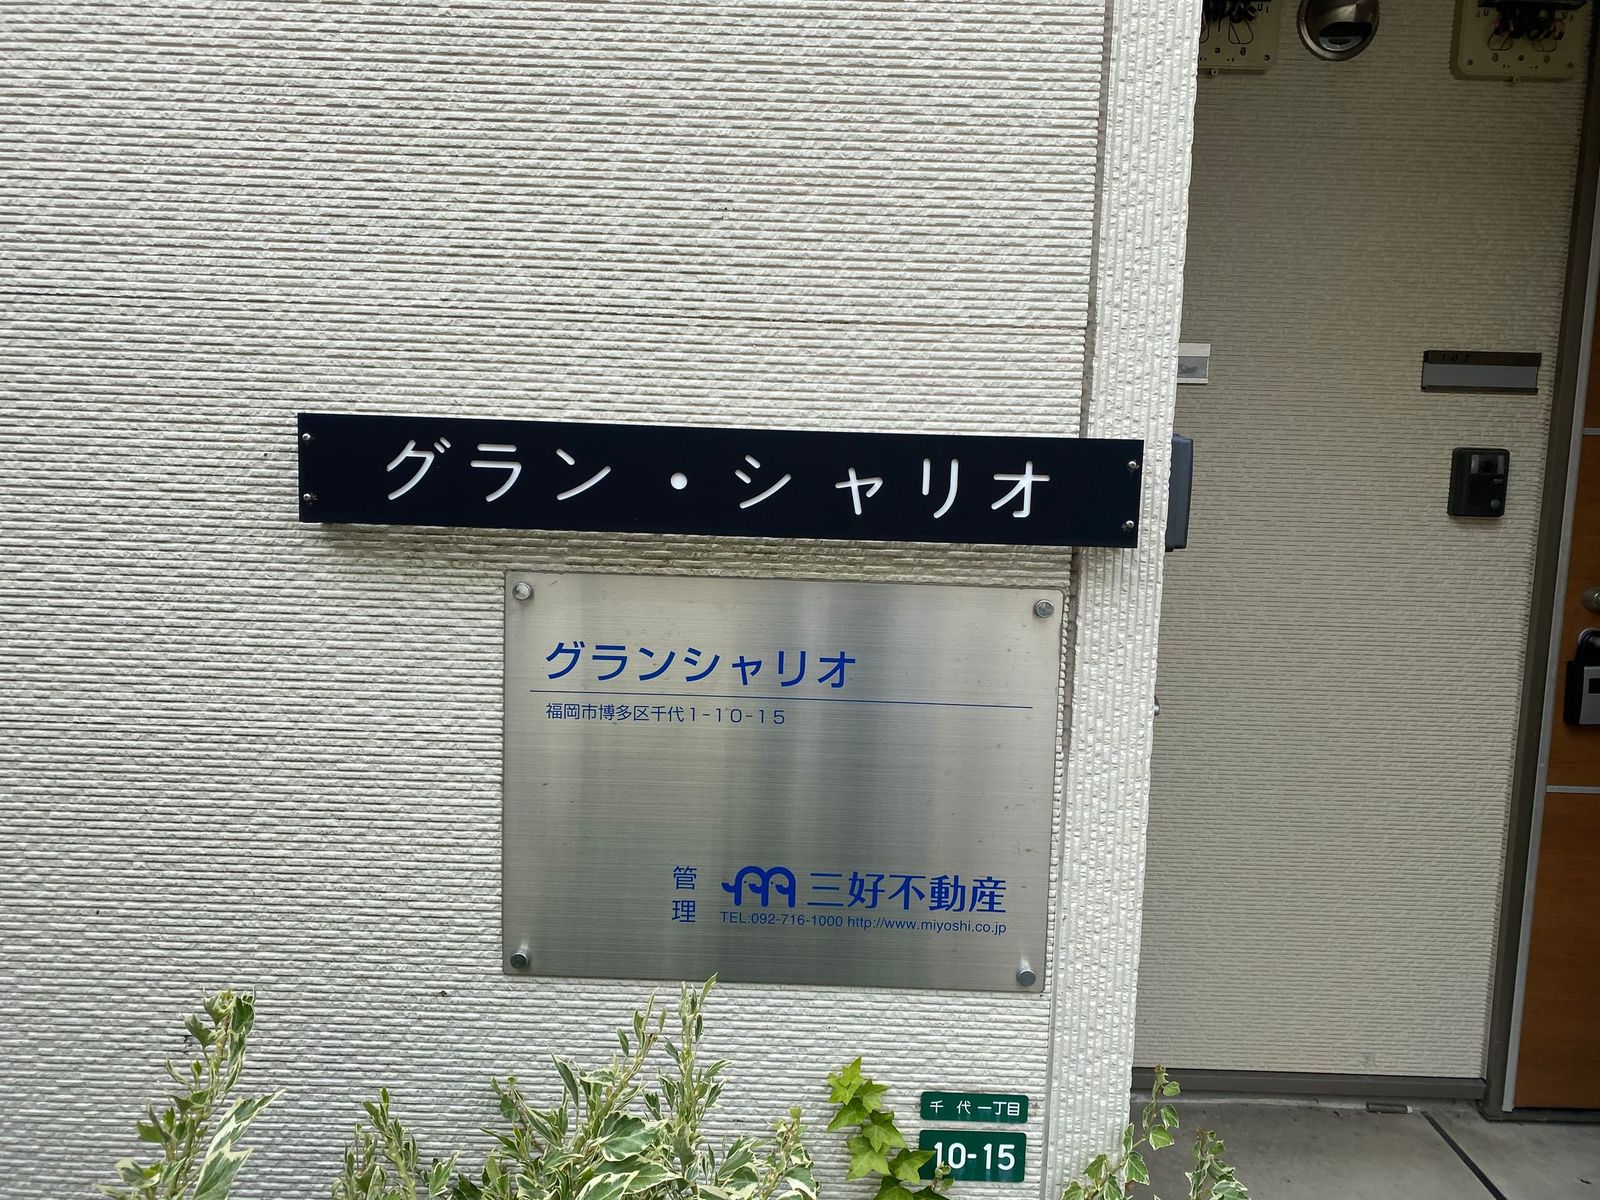 グラン・シャリオ
グランシャリオ
福岡市博多区千代1-10-15
管理
三好不動産
TEL:092-716-1000 http://www.miyoshi.co.jp
千代一丁目
10-15
102